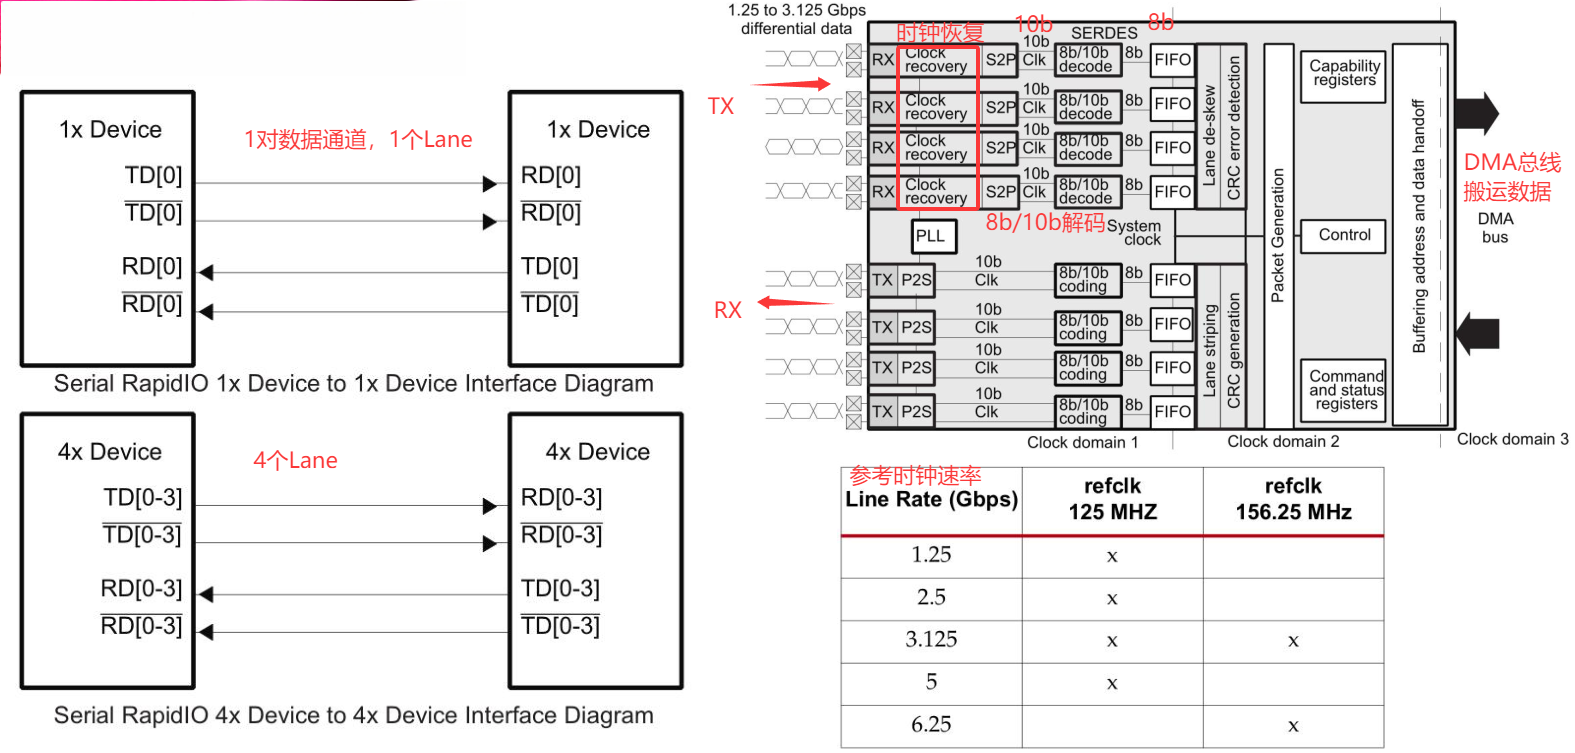 1x Device
1x Device
1对数据通道，1个Lane
TD[0]
RD[0]
TD[0]
RD[0]
RD[0]
TD[0]
RD[0]
TD[0]
Serial RapidIO 1x Device to 1x Device Interface Diagram
4x Device
4x Device
4个Lane
TD[0-3]
RD[0-3]
TD[0-3]
RD[0-3]
RD[0-3]
TD[0-3]
RD[0-3]
TD[0-3]
Serial RapidIO 4x Device to 4x Device Interface Diagram
1.25 to 3.125 Gbps
differential data
时钟恢复
10b
8b
SERDES
TX
RX
Clock
recovery
S2P
10b
Clk
8b/10b
decode
8b
FIFO
RX
Clock
recovery
S2P
10b
Clk
8b/10b
decode
8b
FIFO
RX
Clock
recovery
S2P
10b
Clk
8b/10b
decode
8b
FIFO
RX
Clock
recovery
S2P
10b
Clk
8b/10b
decode
8b
FIFO
Lane de-skew
CRC error detection
8b/10b解码
System
clock
PLL
RX
TX
P2S
10b
Clk
8b/10b
coding
8b
FIFO
TX
P2S
10b
Clk
8b/10b
coding
8b
FIFO
TX
P2S
10b
Clk
8b/10b
coding
8b
FIFO
TX
P2S
10b
Clk
8b/10b
coding
8b
FIFO
Lane striping
CRC generation
Packet Generation
Capability
registers
Control
Command
and status
registers
Buffering address and data handoff
DMA总线
搬运数据
DMA
bus
Clock domain 1
Clock domain 2
Clock domain 3
参考时钟速率
Line Rate (Gbps)
refclk
125 MHZ
refclk
156.25 MHz
1.25
x
2.5
x
3.125
x
x
5
x
6.25
x